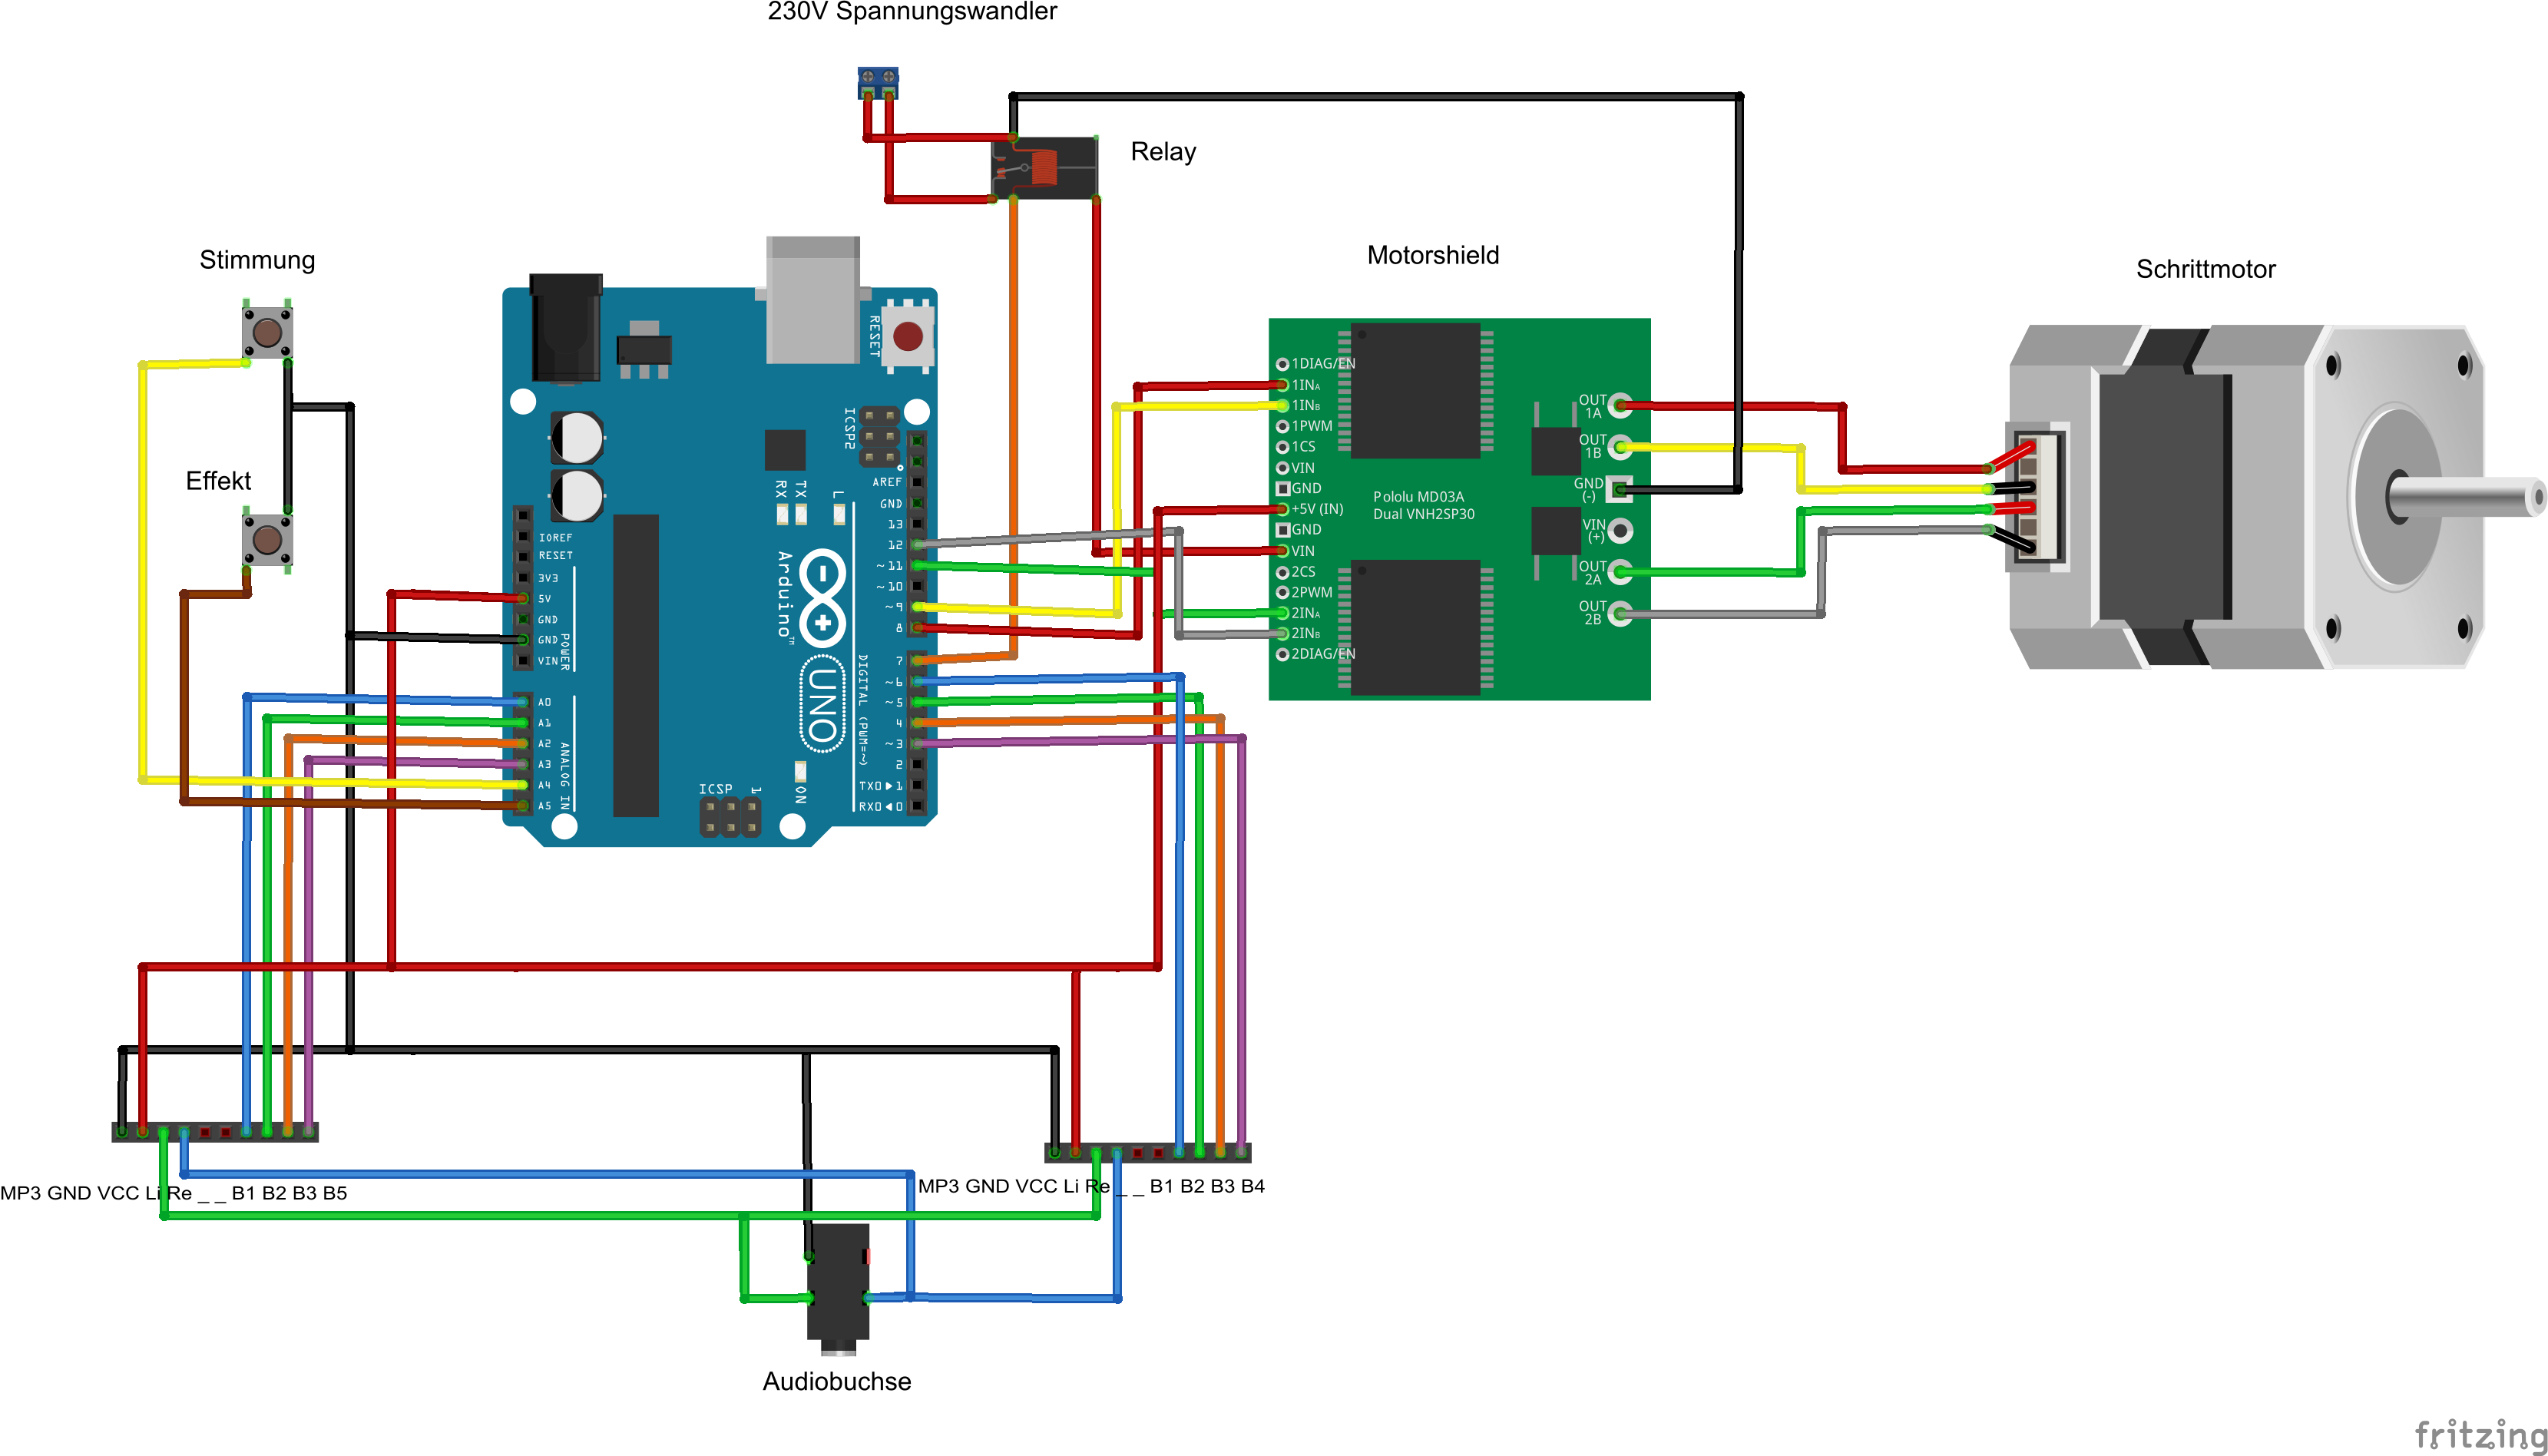 230V Spannungswandler
Relay
Stimmung
Motorshield
Schrittmotor
Effekt
RESET
ICSP2
AREF
GND
13
12
~11
~10
~9
8
7
~6
~5
4
~3
2
TX0▶1
RX0◀0
RX
TX
L
IOREF
RESET
3V3
5V
GND
GND
VIN
POWER
A0
A1
A2
A3
A4
A5
ANALOG IN
Arduino™
UNO
DIGITAL (PWM=~)
ON
ICSP
1
1DIAG/EN
1INA
1INB
1PWM
1CS
VIN
GND
+5V (IN)
GND
VIN
2CS
2PWM
2INA
2INB
2DIAG/EN
Pololu MD03A
Dual VNH2SP30
OUT
1A
OUT
1B
GND
(-)
VIN
(+)
OUT
2A
OUT
2B
MP3 GND VCC Li Re _ _ B1 B2 B3 B5
MP3 GND VCC Li Re _ _ B1 B2 B3 B4
Audiobuchse
fritzing